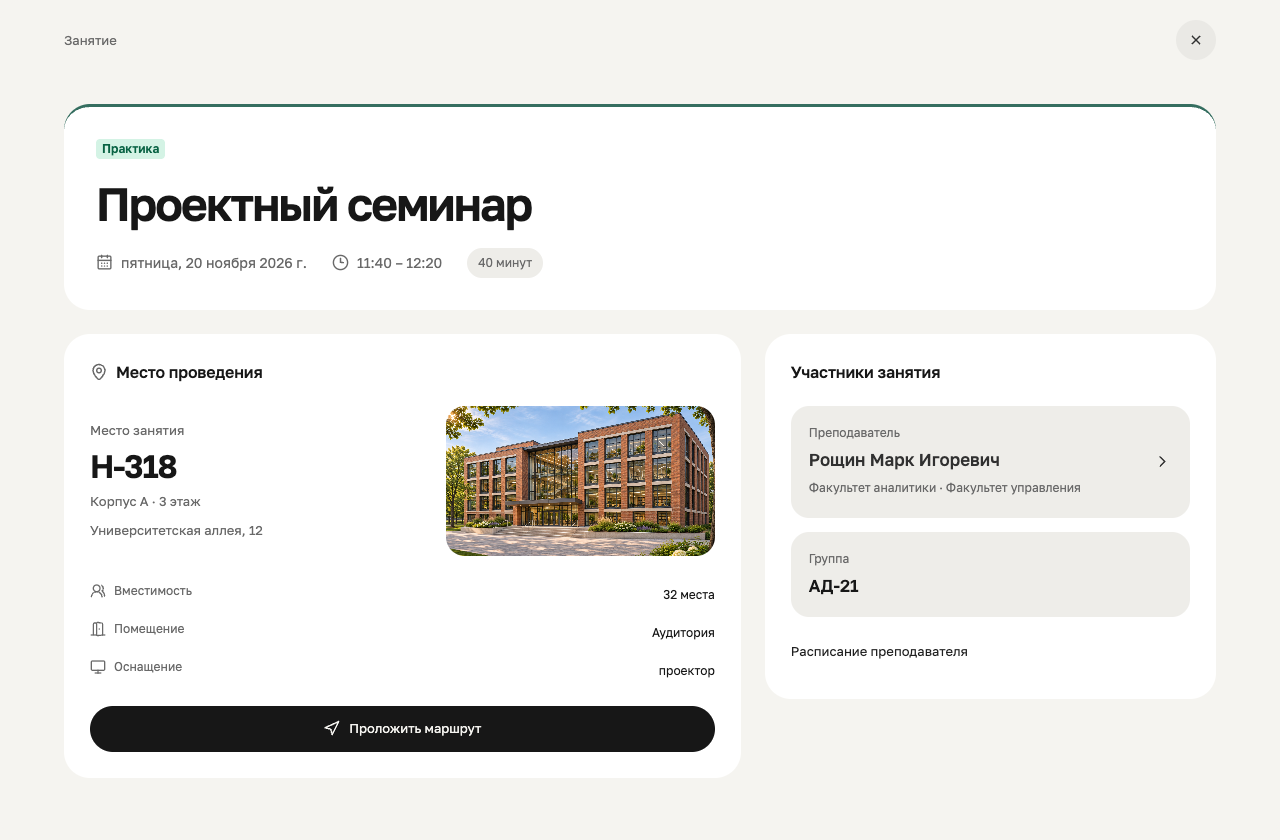 Занятие
Практика
Проектный семинар
пятница, 20 ноября 2026 г.
11:40 – 12:20
40 минут
Место проведения
Место занятия
Н-318
Корпус А · 3 этаж
Университетская аллея, 12
Вместимость
32 места
Помещение
Аудитория
Оснащение
проектор
Проложить маршрут
Участники занятия
Преподаватель
Рощин Марк Игоревич
Факультет аналитики · Факультет управления
Группа
АД-21
Расписание преподавателя